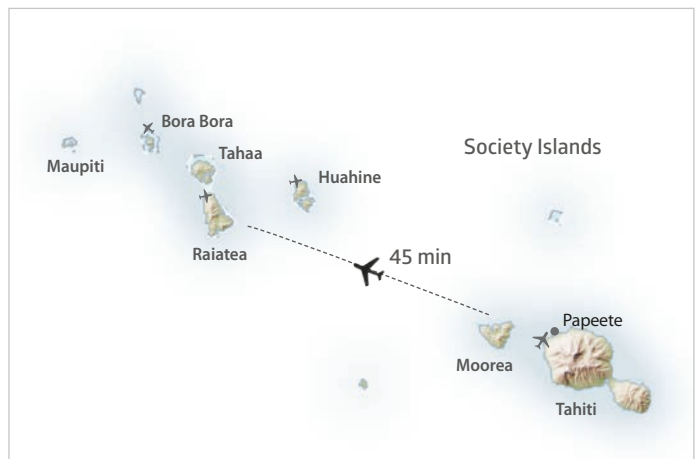 Bora Bora
Tahaa
Society Islands
Maupiti
Huahine
Raiatea
45 min
Papeete
Moorea
Tahiti